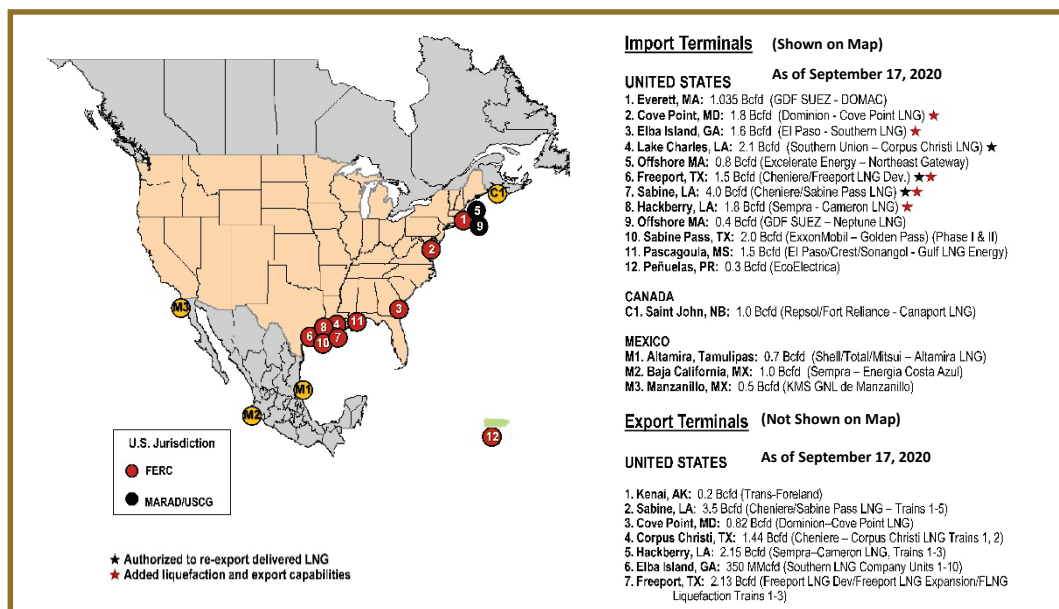 Import Terminals (Shown on Map)
UNITED STATES As of September 17, 2020
1. Everett, MA: 1.035 Bcfd (GDF SUEZ - DOMAC)
2. Cove Point, MD: 1.8 Bcfd (Dominion - Cove Point LNG) ★
3. Elba Island, GA: 1.6 Bcfd (El Paso - Southern LNG) ★
4. Lake Charles, LA: 2.1 Bcfd (Southern Union – Corpus Christi LNG) ★
5. Offshore MA: 0.8 Bcfd (Excelerate Energy – Northeast Gateway)
6. Freeport, TX: 1.5 Bcfd (Cheniere/Freeport LNG Dev.) ★★
7. Sabine, LA: 4.0 Bcfd (Cheniere/Sabine Pass LNG) ★★
8. Hackberry, LA: 1.8 Bcfd (Sempra - Cameron LNG) ★
9. Offshore MA: 0.4 Bcfd (GDF SUEZ – Neptune LNG)
10. Sabine Pass, TX: 2.0 Bcfd (ExxonMobil – Golden Pass) (Phase I & II)
11. Pascagoula, MS: 1.5 Bcfd (El Paso/Crest/Sonangol - Gulf LNG Energy)
12. Peñuelas, PR: 0.3 Bcfd (EcoElectrica)
CANADA
C1. Saint John, NB: 1.0 Bcfd (Repsol/Fort Reliance - Canaport LNG)
MEXICO
M1. Altamira, Tamulipas: 0.7 Bcfd (Shell/Total/Mitsui – Altamira LNG)
M2. Baja California, MX: 1.0 Bcfd (Sempra – Energia Costa Azul)
M3. Manzanillo, MX: 0.5 Bcfd (KMS GNL de Manzanillo)
Export Terminals (Not Shown on Map)
UNITED STATES As of September 17, 2020
1. Kenai, AK: 0.2 Bcfd (Trans-Foreland)
2. Sabine, LA: 3.5 Bcfd (Cheniere/Sabine Pass LNG – Trains 1-5)
3. Cove Point, MD: 0.82 Bcfd (Dominion–Cove Point LNG)
4. Corpus Christi, TX: 1.44 Bcfd (Cheniere – Corpus Christi LNG Trains 1, 2)
5. Hackberry, LA: 2.15 Bcfd (Sempra–Cameron LNG, Trains 1-3)
6. Elba Island, GA: 350 MMcfd (Southern LNG Company Units 1-10)
7. Freeport, TX: 2.13 Bcfd (Freeport LNG Dev/Freeport LNG Expansion/FLNG
Liquefaction Trains 1-3)
C1
5
1
9
2
M3
3
11
4
8
6
7
10
M1
M2
12
U.S. Jurisdiction
FERC
MARAD/USCG
★ Authorized to re-export delivered LNG
★ Added liquefaction and export capabilities